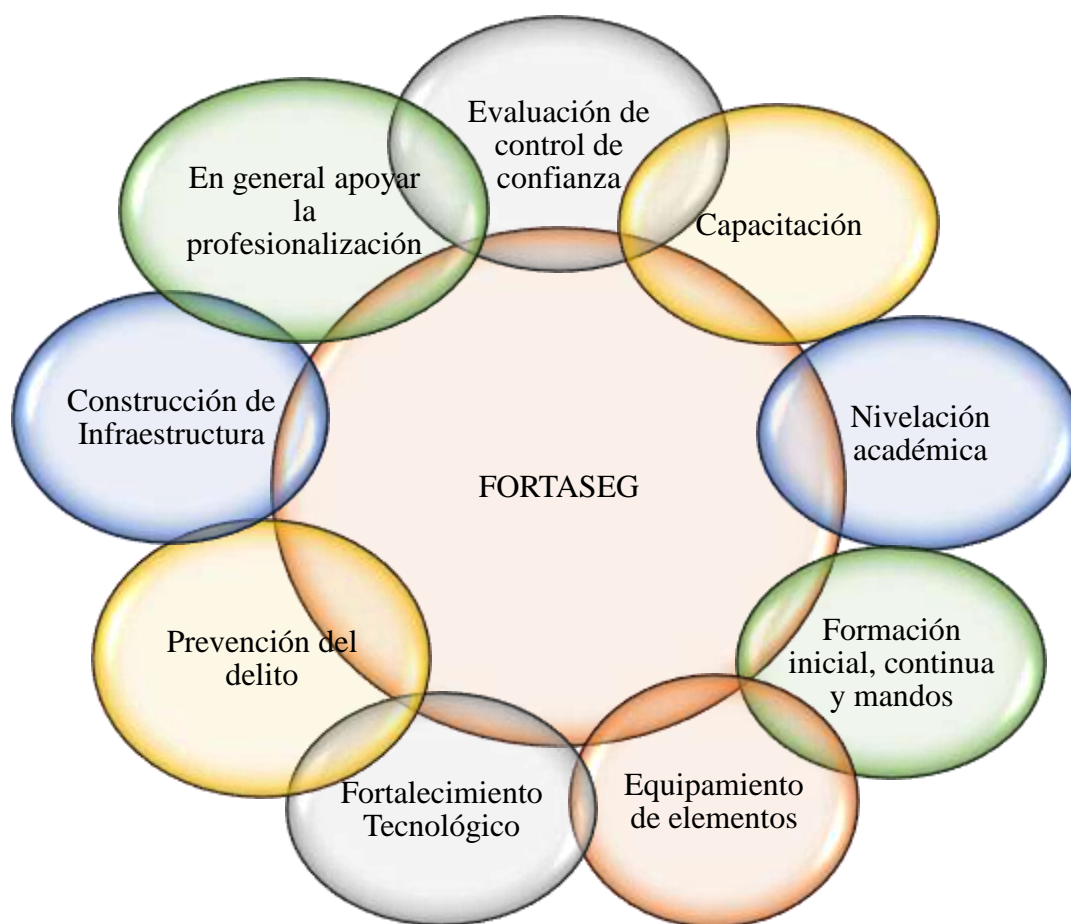 Evaluación de
control de
confianza
Capacitación
Nivelación
académica
Formación
inicial, continua
y mandos
Equipamiento
de elementos
Fortalecimiento
Tecnológico
Prevención del
delito
Construcción de
Infraestructura
En general apoyar
la
profesionalización
FORTASEG